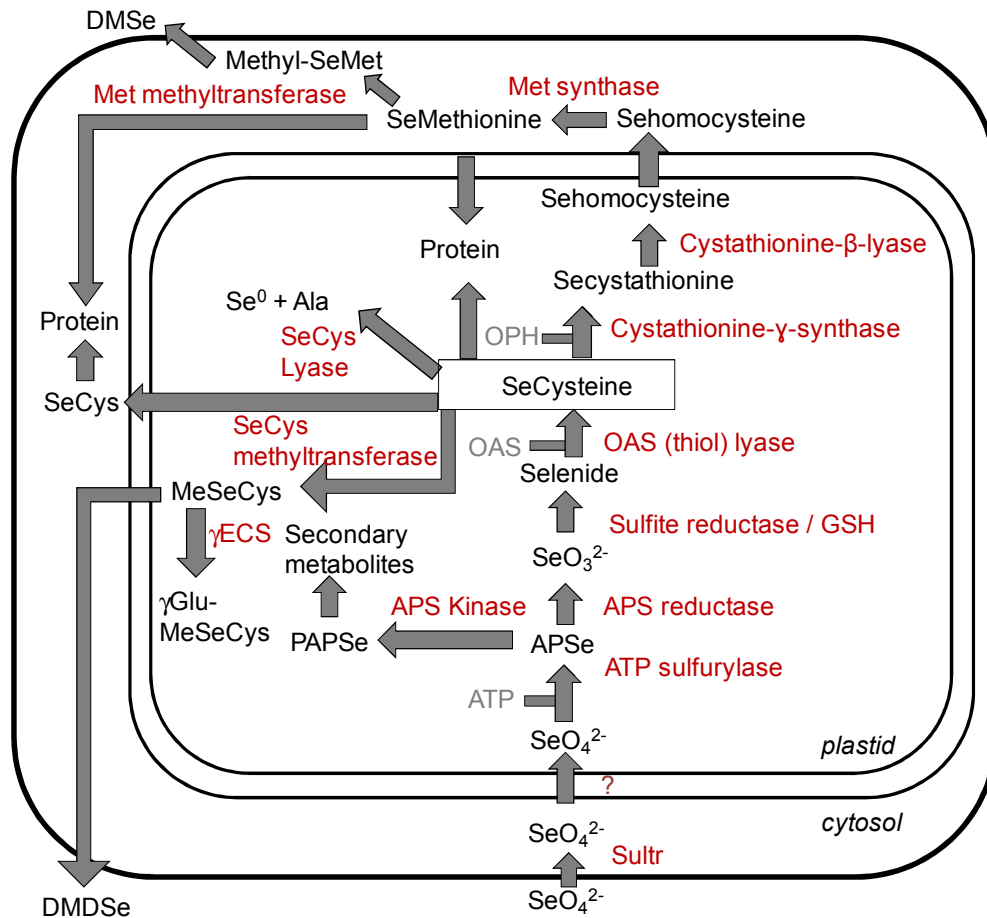 DMSe
Methyl-SeMet
Met methyltransferase
Met synthase
SeMethionine
Sehomocysteine
Sehomocysteine
Protein
Cystathionine-β-lyase
Secystathionine
Se⁰ + Ala
Protein
OPH
Cystathionine-ɣ-synthase
SeCys
Lyase
SeCysteine
SeCys
SeCys
methyltransferase
OAS
OAS (thiol) lyase
Selenide
MeSeCys
γECS
Secondary
metabolites
Sulfite reductase / GSH
SeO₃²⁻
γGlu-
MeSeCys
APS Kinase
APS reductase
PAPSe
APSe
ATP sulfurylase
ATP
SeO₄²⁻
plastid
?
cytosol
SeO₄²⁻
Sultr
SeO₄²⁻
DMDSe